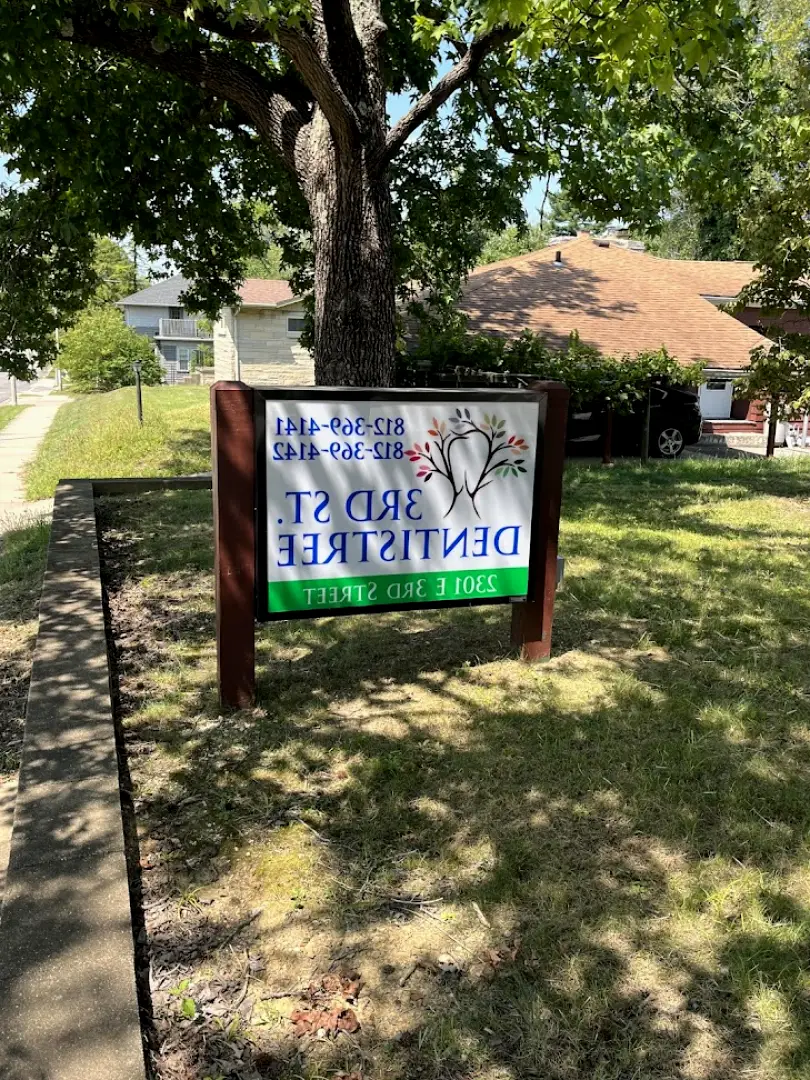 812-369-4141
812-369-4142
3RD ST.
DENTISTREE
2301 E 3RD STREET